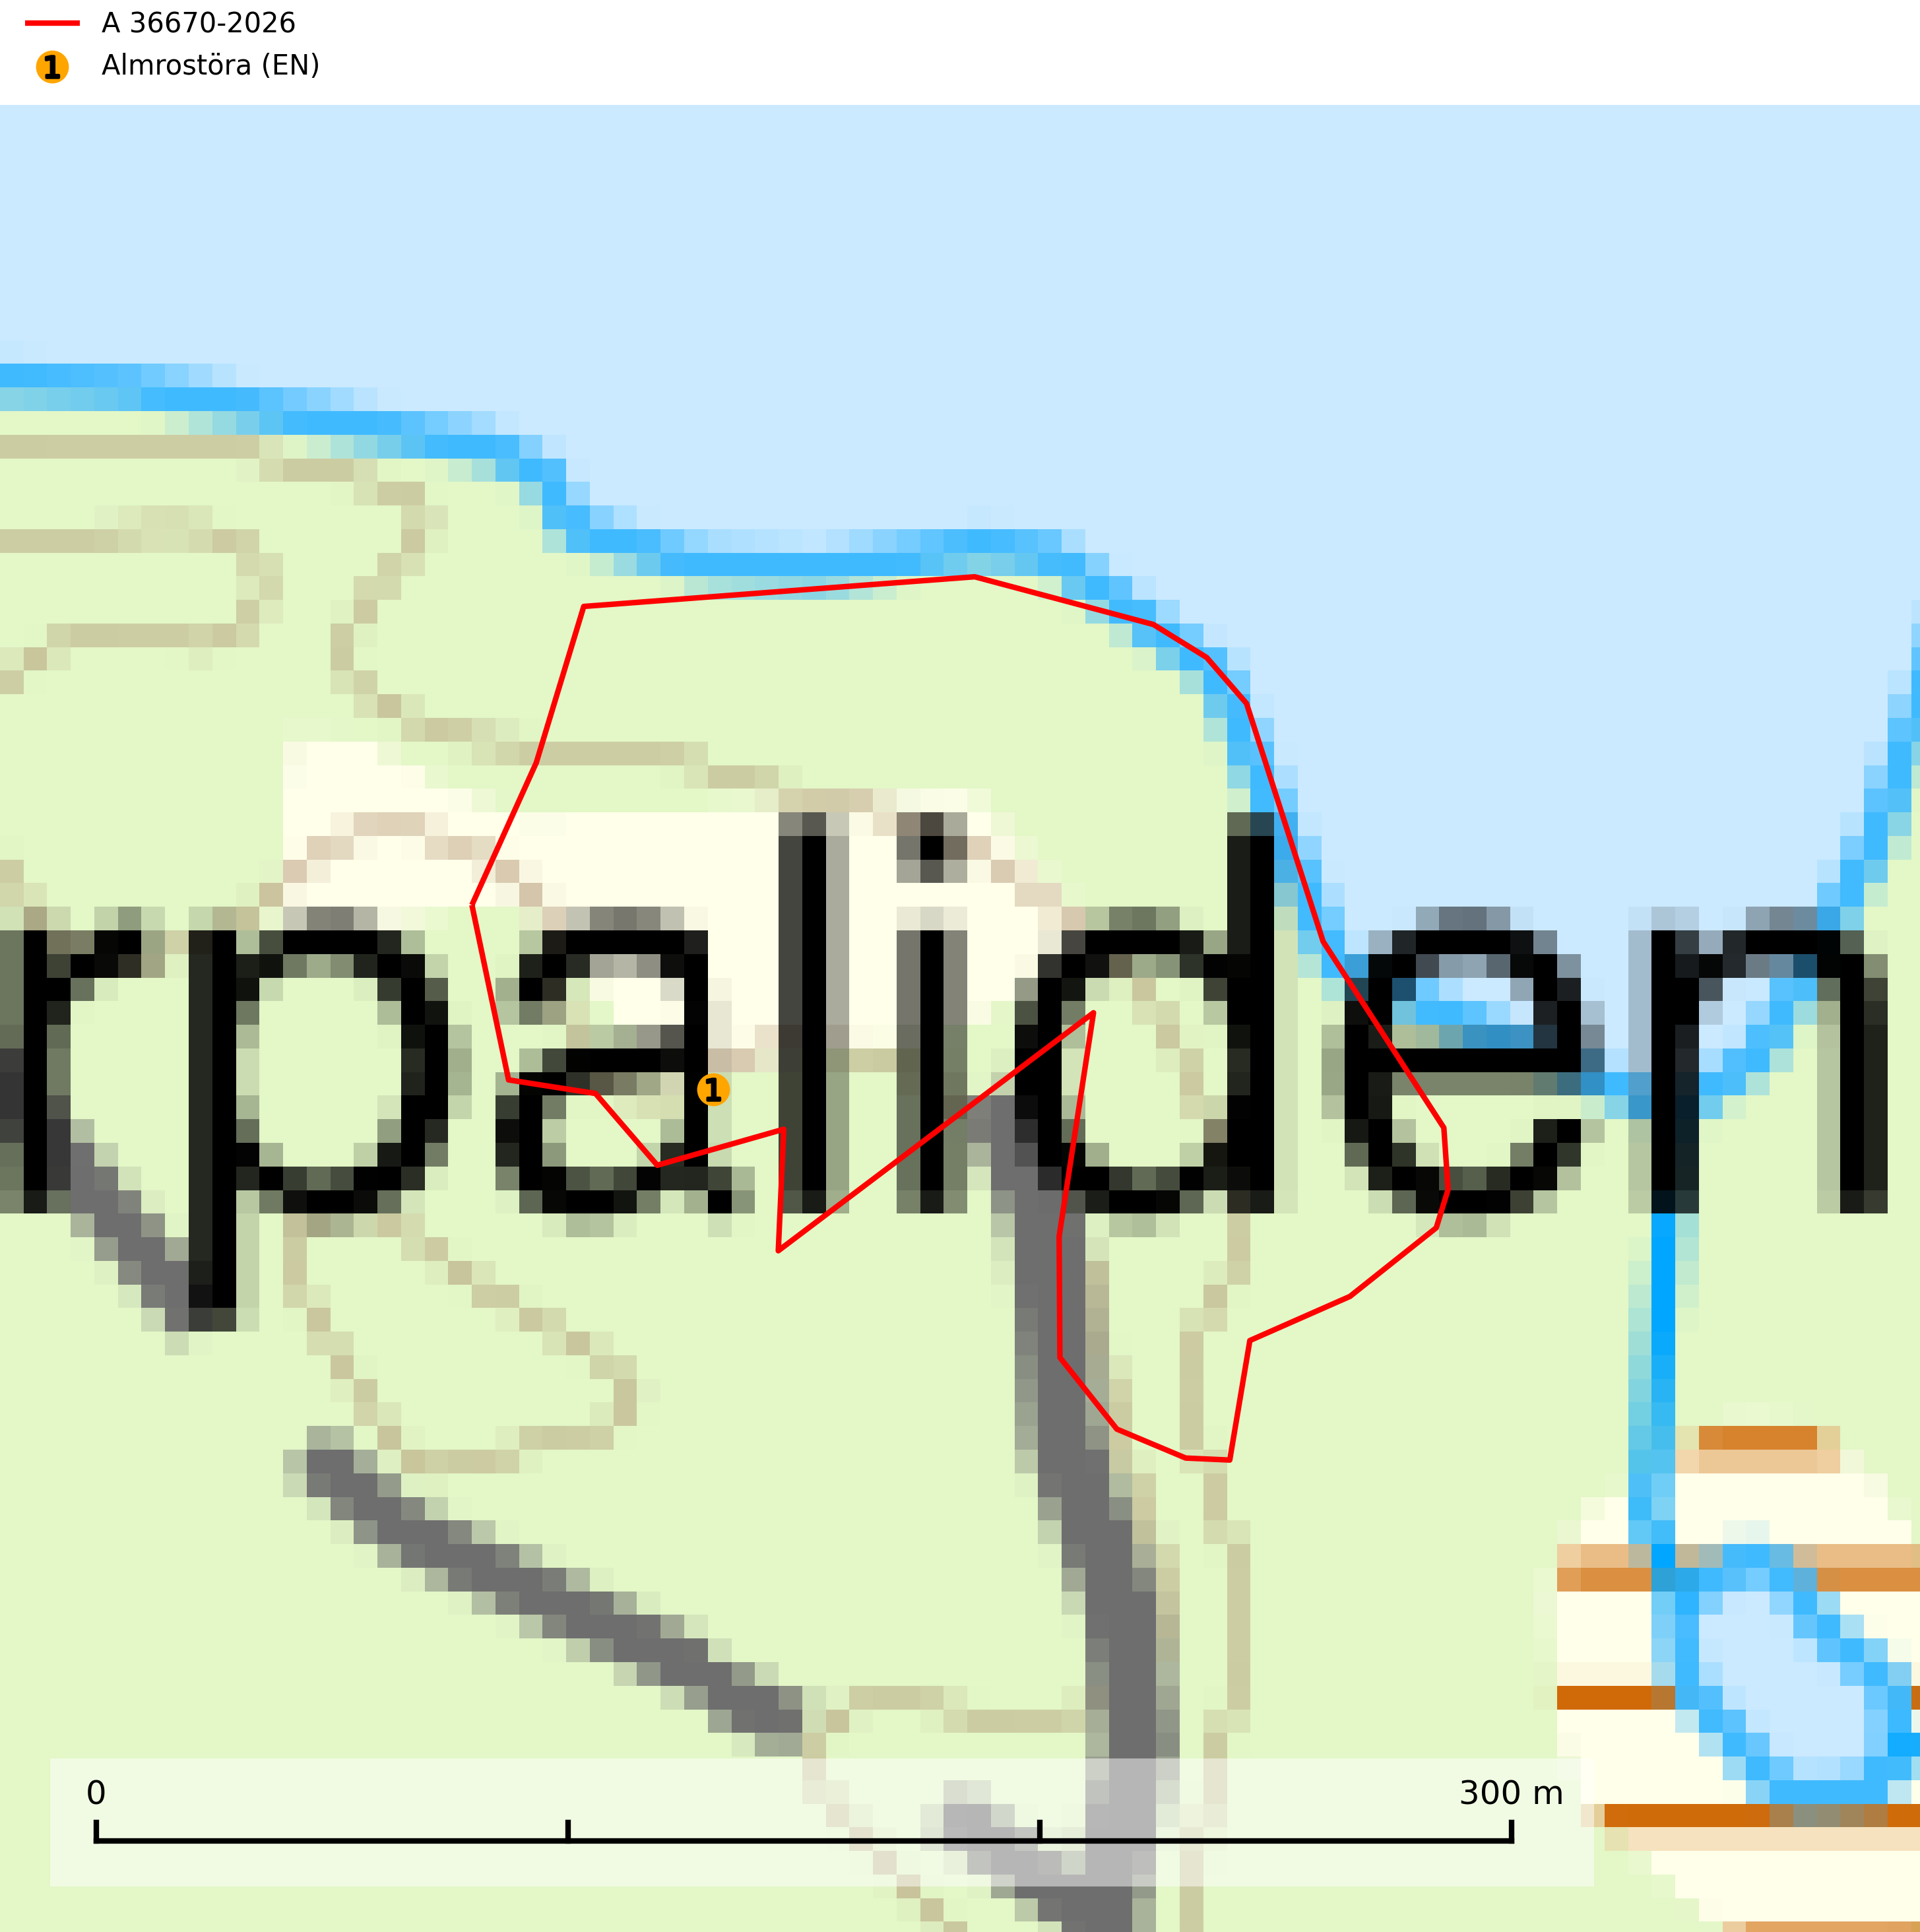 A 36670-2026
1 Almrostöra (EN)
rpaliden
1
0 300 m